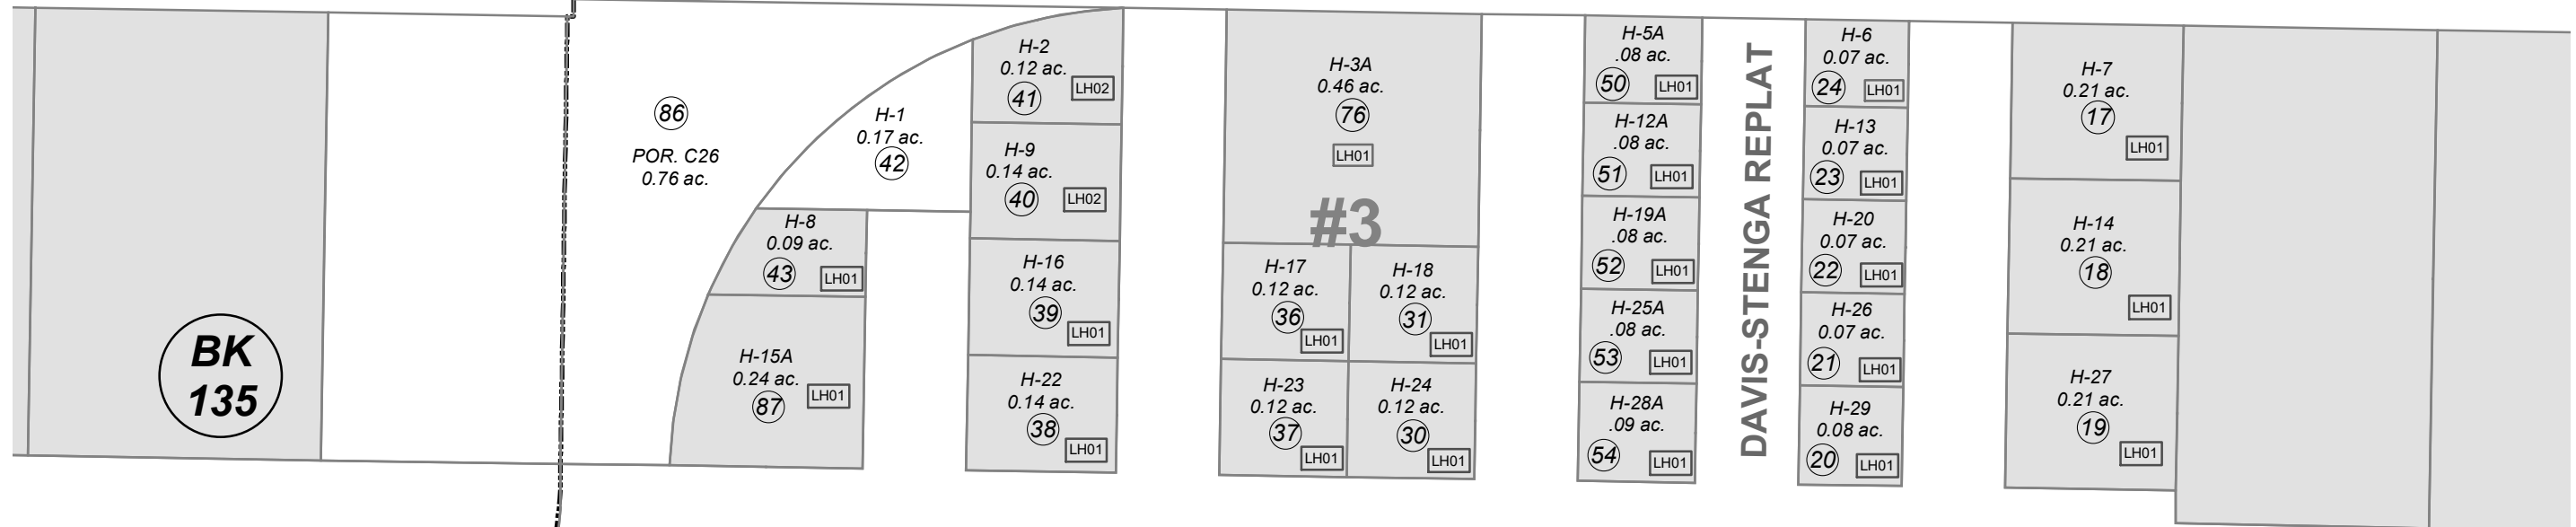 BK
135
86
POR. C26
0.76 ac.
H-1
0.17 ac.
42
H-8
0.09 ac.
43
LH01
H-15A
0.24 ac.
87
LH01
H-2
0.12 ac.
41
LH02
H-9
0.14 ac.
40
LH02
H-16
0.14 ac.
39
LH01
H-22
0.14 ac.
38
LH01
H-3A
0.46 ac.
76
LH01
#3
H-17
0.12 ac.
36
LH01
H-18
0.12 ac.
31
LH01
H-23
0.12 ac.
37
LH01
H-24
0.12 ac.
30
LH01
H-5A
.08 ac.
50
LH01
H-12A
.08 ac.
51
LH01
H-19A
.08 ac.
52
LH01
H-25A
.08 ac.
53
LH01
H-28A
.09 ac.
54
LH01
DAVIS-STENGA REPLAT
H-6
0.07 ac.
24
LH01
H-13
0.07 ac.
23
LH01
H-20
0.07 ac.
22
LH01
H-26
0.07 ac.
21
LH01
H-29
0.08 ac.
20
LH01
H-7
0.21 ac.
17
LH01
H-14
0.21 ac.
18
LH01
H-27
0.21 ac.
19
LH01